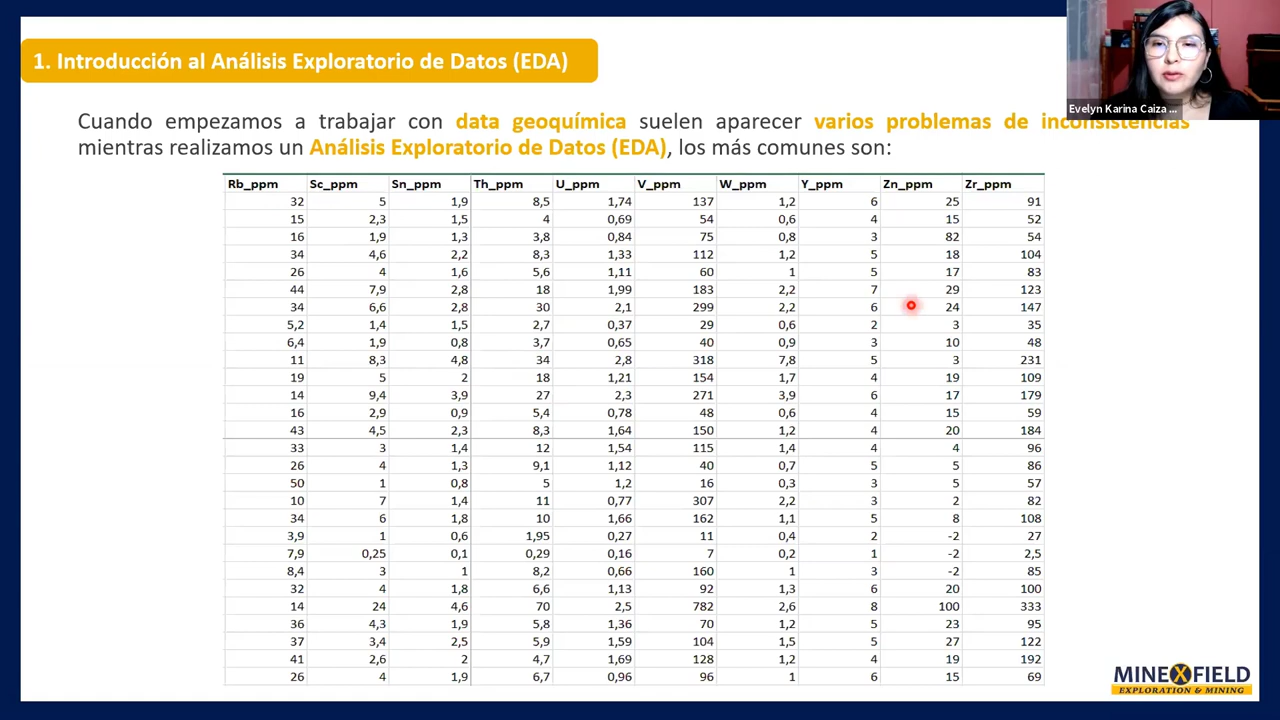 1. Introducción al Análisis Exploratorio de Datos (EDA)
Evelyn Karina Caiza ...
Cuando empezamos a trabajar con data geoquímica suelen aparecer varios problemas de inconsistencias
mientras realizamos un Análisis Exploratorio de Datos (EDA), los más comunes son:
Rb_ppm Sc_ppm Sn_ppm Th_ppm U_ppm V_ppm W_ppm Y_ppm Zn_ppm Zr_ppm
32 5 1,9 8,5 1,74 137 1,2 6 25 91
15 2,3 1,5 4 0,69 54 0,6 4 15 52
16 1,9 1,3 3,8 0,84 75 0,8 3 82 54
34 4,6 2,2 8,3 1,33 112 1,2 5 18 104
26 4 1,6 5,6 1,11 60 1 5 17 83
44 7,9 2,8 18 1,99 183 2,2 7 29 123
34 6,6 2,8 30 2,1 299 2,2 6 24 147
5,2 1,4 1,5 2,7 0,37 29 0,6 2 3 35
6,4 1,9 0,8 3,7 0,65 40 0,9 3 10 48
11 8,3 4,8 34 2,8 318 7,8 5 3 231
19 5 2 18 1,21 154 1,7 4 19 109
14 9,4 3,9 27 2,3 271 3,9 6 17 179
16 2,9 0,9 5,4 0,78 48 0,6 4 15 59
43 4,5 2,3 8,3 1,64 150 1,2 4 20 184
33 3 1,4 12 1,54 115 1,4 4 4 96
26 4 1,3 9,1 1,12 40 0,7 5 5 86
50 1 0,8 5 1,2 16 0,3 3 5 57
10 7 1,4 11 0,77 307 2,2 3 2 82
34 6 1,8 10 1,66 162 1,1 5 8 108
3,9 1 0,6 1,95 0,27 11 0,4 2 -2 27
7,9 0,25 0,1 0,29 0,16 7 0,2 1 -2 2,5
8,4 3 1 8,2 0,66 160 1 3 -2 85
32 4 1,8 6,6 1,13 92 1,3 6 20 100
14 24 4,6 70 2,5 782 2,6 8 100 333
36 4,3 1,9 5,8 1,36 70 1,2 5 23 95
37 3,4 2,5 5,9 1,59 104 1,5 5 27 122
41 2,6 2 4,7 1,69 128 1,2 4 19 192
26 4 1,9 6,7 0,96 96 1 6 15 69
MINEXFIELD
EXPLORATION & MINING